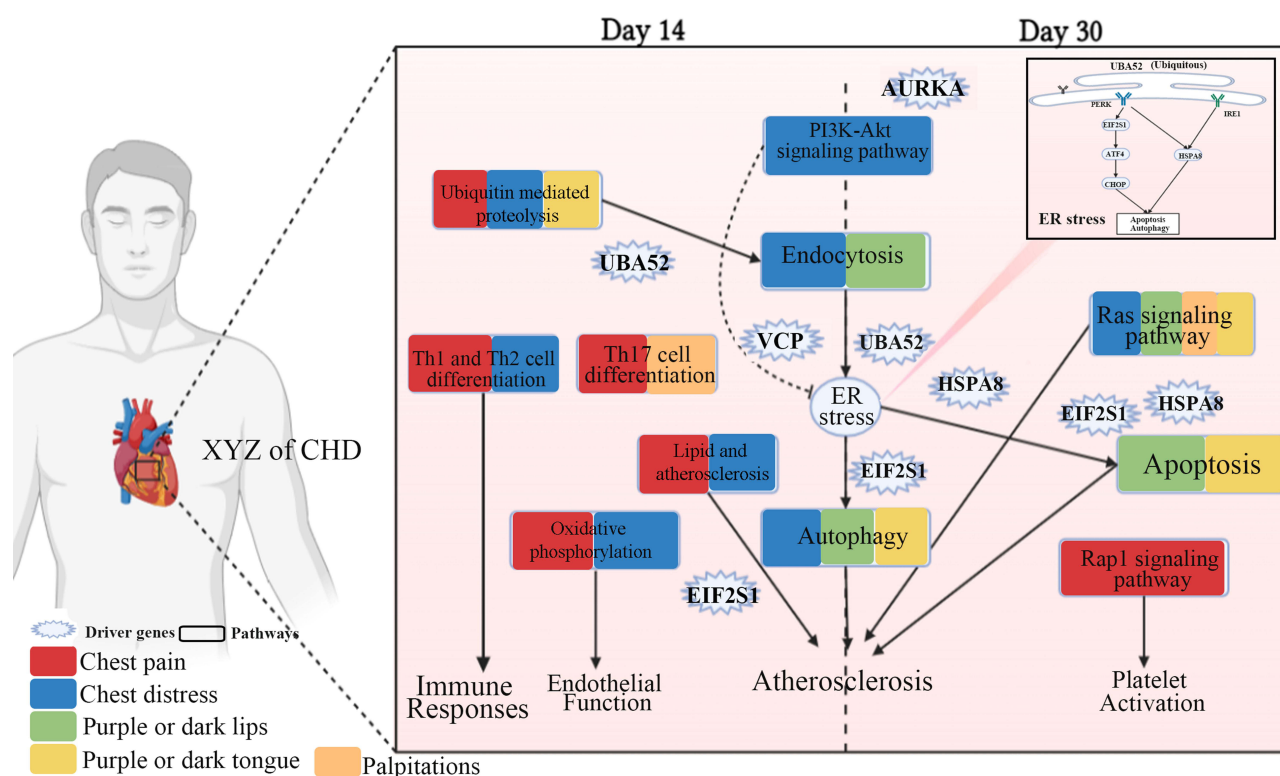 Day 14
Day 30
AURKA
PI3K-Akt
signaling pathway
UBA52 (Ubiquitous)
PERK
IRE1
EIF2S1
ATF4
HSPA8
CHOP
ER stress
Apoptosis
Autophagy
Ubiquitin mediated
proteolysis
UBA52
Endocytosis
VCP
UBA52
Ras signaling
pathway
Th1 and Th2 cell
differentiation
Th17 cell
differentiation
ER
stress
HSPA8
EIF2S1
HSPA8
XYZ of CHD
Lipid and
atherosclerosis
EIF2S1
Apoptosis
Oxidative
phosphorylation
Autophagy
EIF2S1
Rap1 signaling
pathway
Immune
Responses
Endothelial
Function
Atherosclerosis
Platelet
Activation
Driver genes
Pathways
Chest pain
Chest distress
Purple or dark lips
Purple or dark tongue
Palpitations